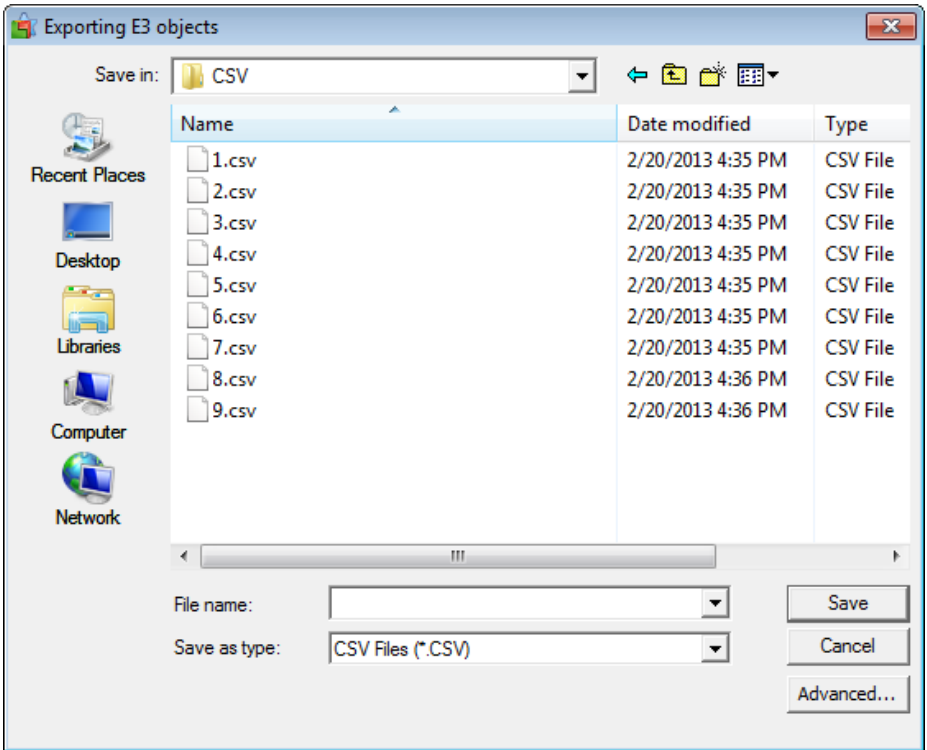 Exporting E3 objects
Save in: CSV
Name Date modified Type
1.csv 2/20/2013 4:35 PM CSV File
2.csv 2/20/2013 4:35 PM CSV File
3.csv 2/20/2013 4:35 PM CSV File
4.csv 2/20/2013 4:35 PM CSV File
5.csv 2/20/2013 4:35 PM CSV File
6.csv 2/20/2013 4:35 PM CSV File
7.csv 2/20/2013 4:35 PM CSV File
8.csv 2/20/2013 4:36 PM CSV File
9.csv 2/20/2013 4:36 PM CSV File
Recent Places
Desktop
Libraries
Computer
Network
File name: Save
Save as type: CSV Files (*.CSV) Cancel
Advanced...